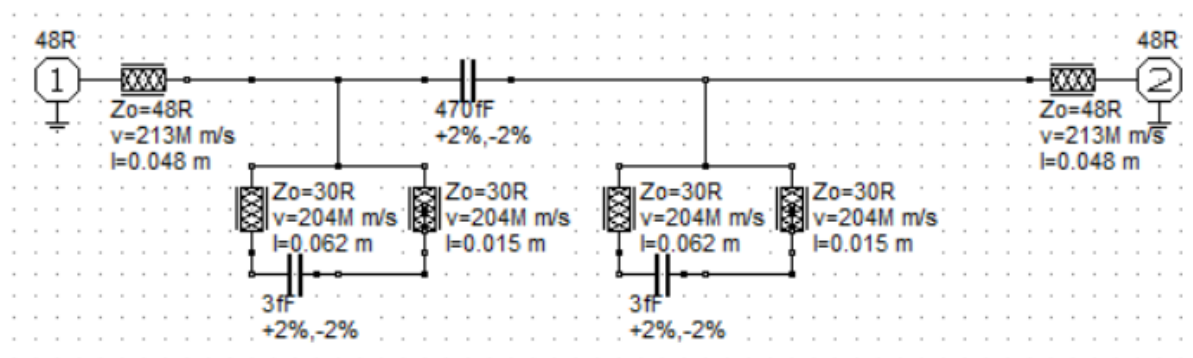 48R
1
Zo=48R
v=213M m/s
l=0.048 m
470fF
+2%,-2%
48R
2
Zo=48R
v=213M m/s
l=0.048 m
Zo=30R
v=204M m/s
l=0.062 m
Zo=30R
v=204M m/s
l=0.015 m
3fF
+2%,-2%
Zo=30R
v=204M m/s
l=0.062 m
Zo=30R
v=204M m/s
l=0.015 m
3fF
+2%,-2%